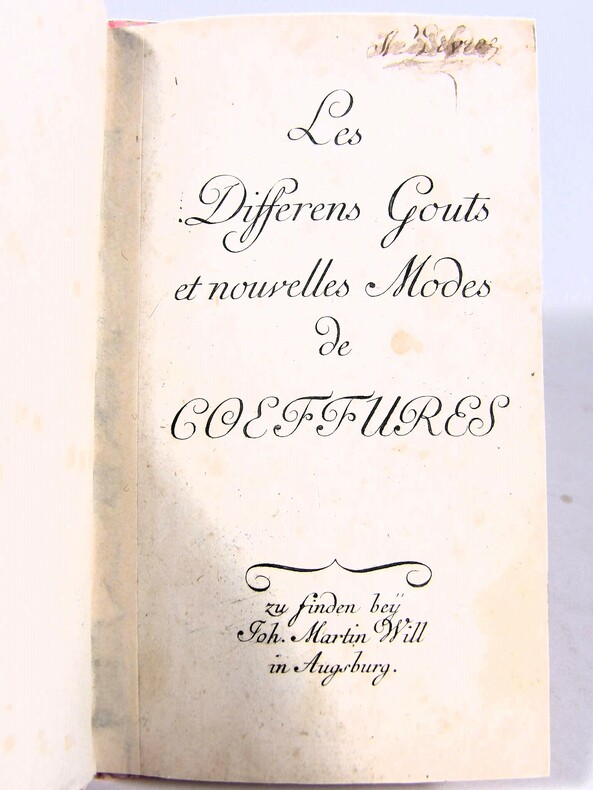 Les
Differens Gouts
et nouvelles Modes
de
COEFFURES
zu finden beÿ
Joh. Martin Will
in Augsburg.